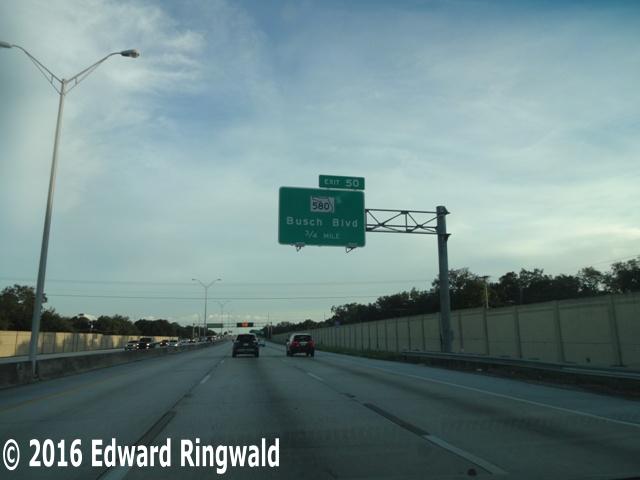 EXIT 50
580
Busch Blvd
3/4 MILE
© 2016 Edward Ringwald